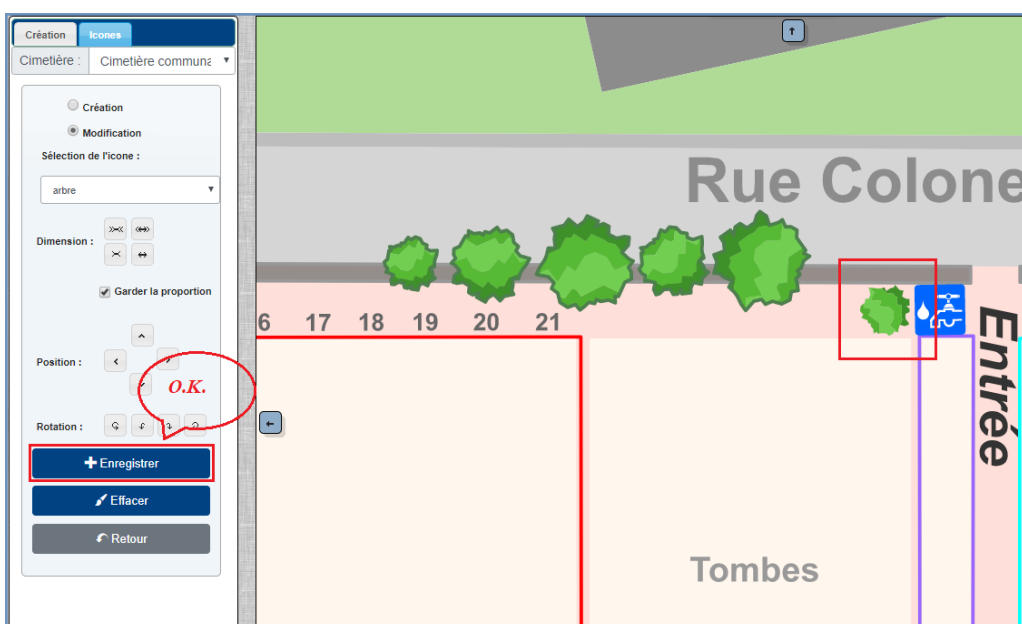 Création Icones
Cimetière : Cimetière communa
Création
Modification
Sélection de l'icone :
arbre
Dimension :
Garder la proportion
Position :
O.K.
Rotation :
Enregistrer
Effacer
Retour
Rue Colone
6 17 18 19 20 21
Entrée
Tombes